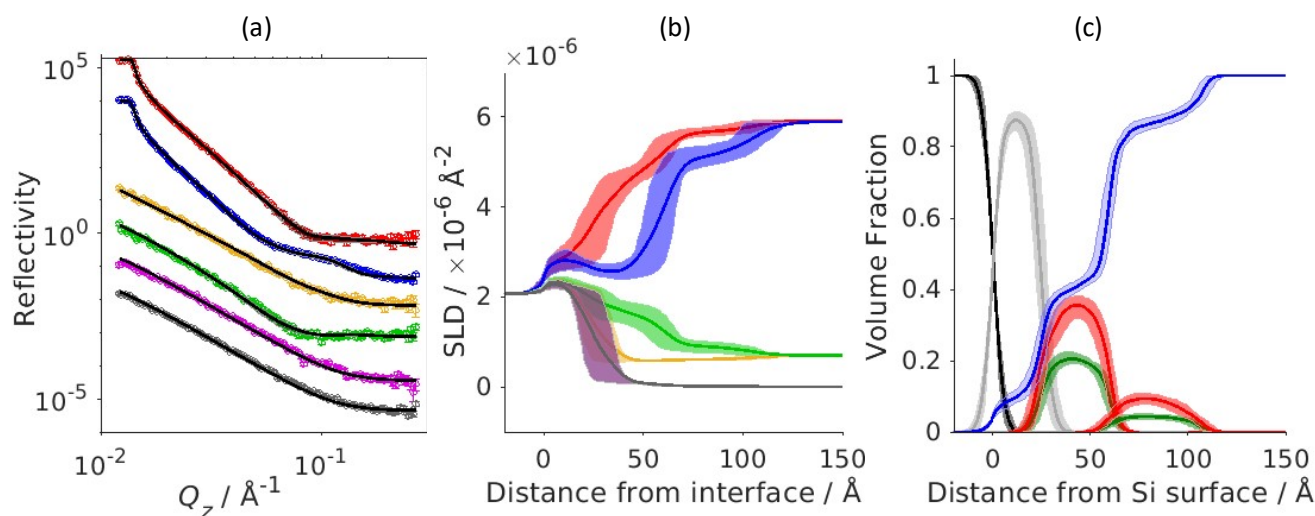 (a)
(b)
(c)
×10⁻⁶
10⁵
10⁰
10⁻⁵
Reflectivity
10⁻²
10⁻¹
Q_z / Å⁻¹
SLD / ×10⁻⁶ Å⁻²
6
4
2
0
0
50
100
150
Distance from interface / Å
Volume Fraction
1
0.8
0.6
0.4
0.2
0
0
50
100
150
Distance from Si surface / Å